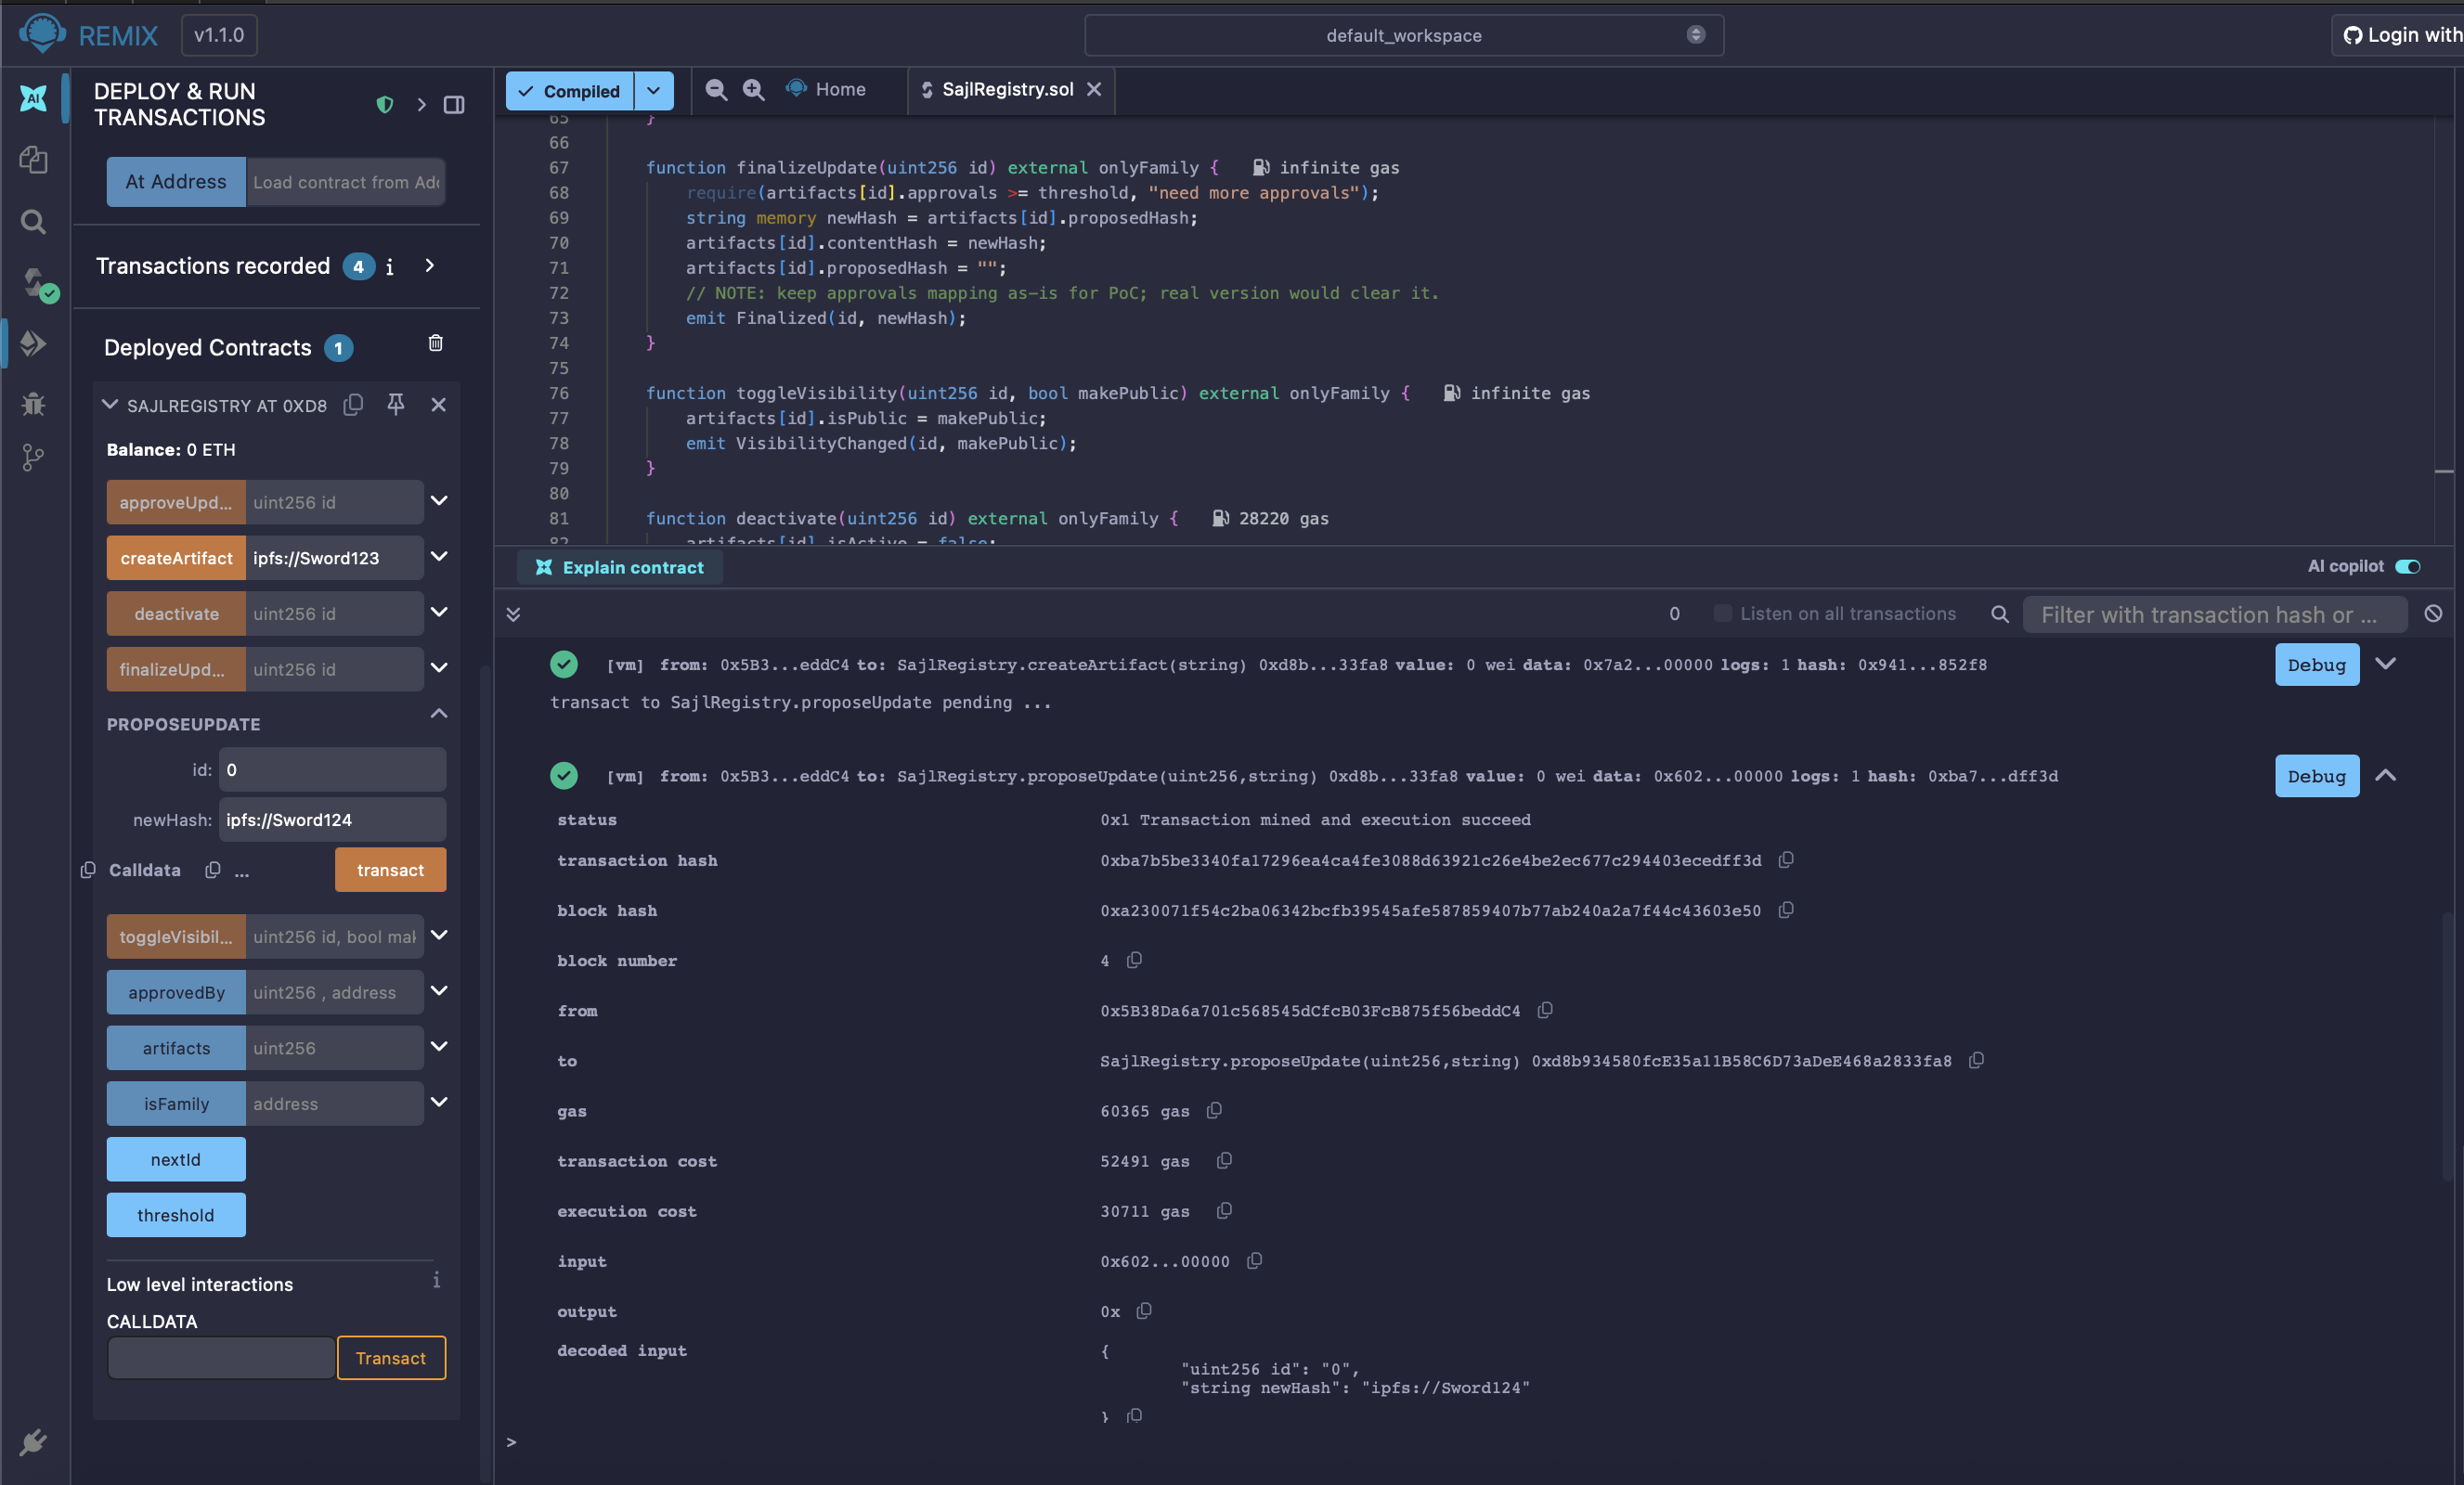 REMIX v1.1.0
default_workspace
Login with
DEPLOY & RUN
TRANSACTIONS
At Address Load contract from Add
Transactions recorded 4 i
Deployed Contracts 1
SAJLREGISTRY AT 0XD8
Balance: 0 ETH
approveUpd... uint256 id
createArtifact ipfs://Sword123
deactivate uint256 id
finalizeUpd... uint256 id
PROPOSEUPDATE
id: 0
newHash: ipfs://Sword124
Calldata ... transact
toggleVisibil... uint256 id, bool mak
approvedBy uint256 , address
artifacts uint256
isFamily address
nextId
threshold
Low level interactions i
CALLDATA
Transact
Compiled Home SajlRegistry.sol
65 }
66
67 function finalizeUpdate(uint256 id) external onlyFamily { infinite gas
68 require(artifacts[id].approvals >= threshold, "need more approvals");
69 string memory newHash = artifacts[id].proposedHash;
70 artifacts[id].contentHash = newHash;
71 artifacts[id].proposedHash = "";
72 // NOTE: keep approvals mapping as-is for PoC; real version would clear it.
73 emit Finalized(id, newHash);
74 }
75
76 function toggleVisibility(uint256 id, bool makePublic) external onlyFamily { infinite gas
77 artifacts[id].isPublic = makePublic;
78 emit VisibilityChanged(id, makePublic);
79 }
80
81 function deactivate(uint256 id) external onlyFamily { 28220 gas
82 artifacts[id].isActive = false;
Explain contract AI copilot
0 Listen on all transactions Filter with transaction hash or ...
[vm] from: 0x5B3...eddC4 to: SajlRegistry.createArtifact(string) 0xd8b...33fa8 value: 0 wei data: 0x7a2...00000 logs: 1 hash: 0x941...852f8 Debug
transact to SajlRegistry.proposeUpdate pending ...
[vm] from: 0x5B3...eddC4 to: SajlRegistry.proposeUpdate(uint256,string) 0xd8b...33fa8 value: 0 wei data: 0x602...00000 logs: 1 hash: 0xba7...dff3d Debug
status 0x1 Transaction mined and execution succeed
transaction hash 0xba7b5be3340fa17296ea4ca4fe3088d63921c26e4be2ec677c294403ecedff3d
block hash 0xa230071f54c2ba06342bcfb39545afe587859407b77ab240a2a7f44c43603e50
block number 4
from 0x5B38Da6a701c568545dCfcB03FcB875f56beddC4
to SajlRegistry.proposeUpdate(uint256,string) 0xd8b934580fcE35a11B58C6D73aDeE468a2833fa8
gas 60365 gas
transaction cost 52491 gas
execution cost 30711 gas
input 0x602...00000
output 0x
decoded input {
"uint256 id": "0",
"string newHash": "ipfs://Sword124"
}
>